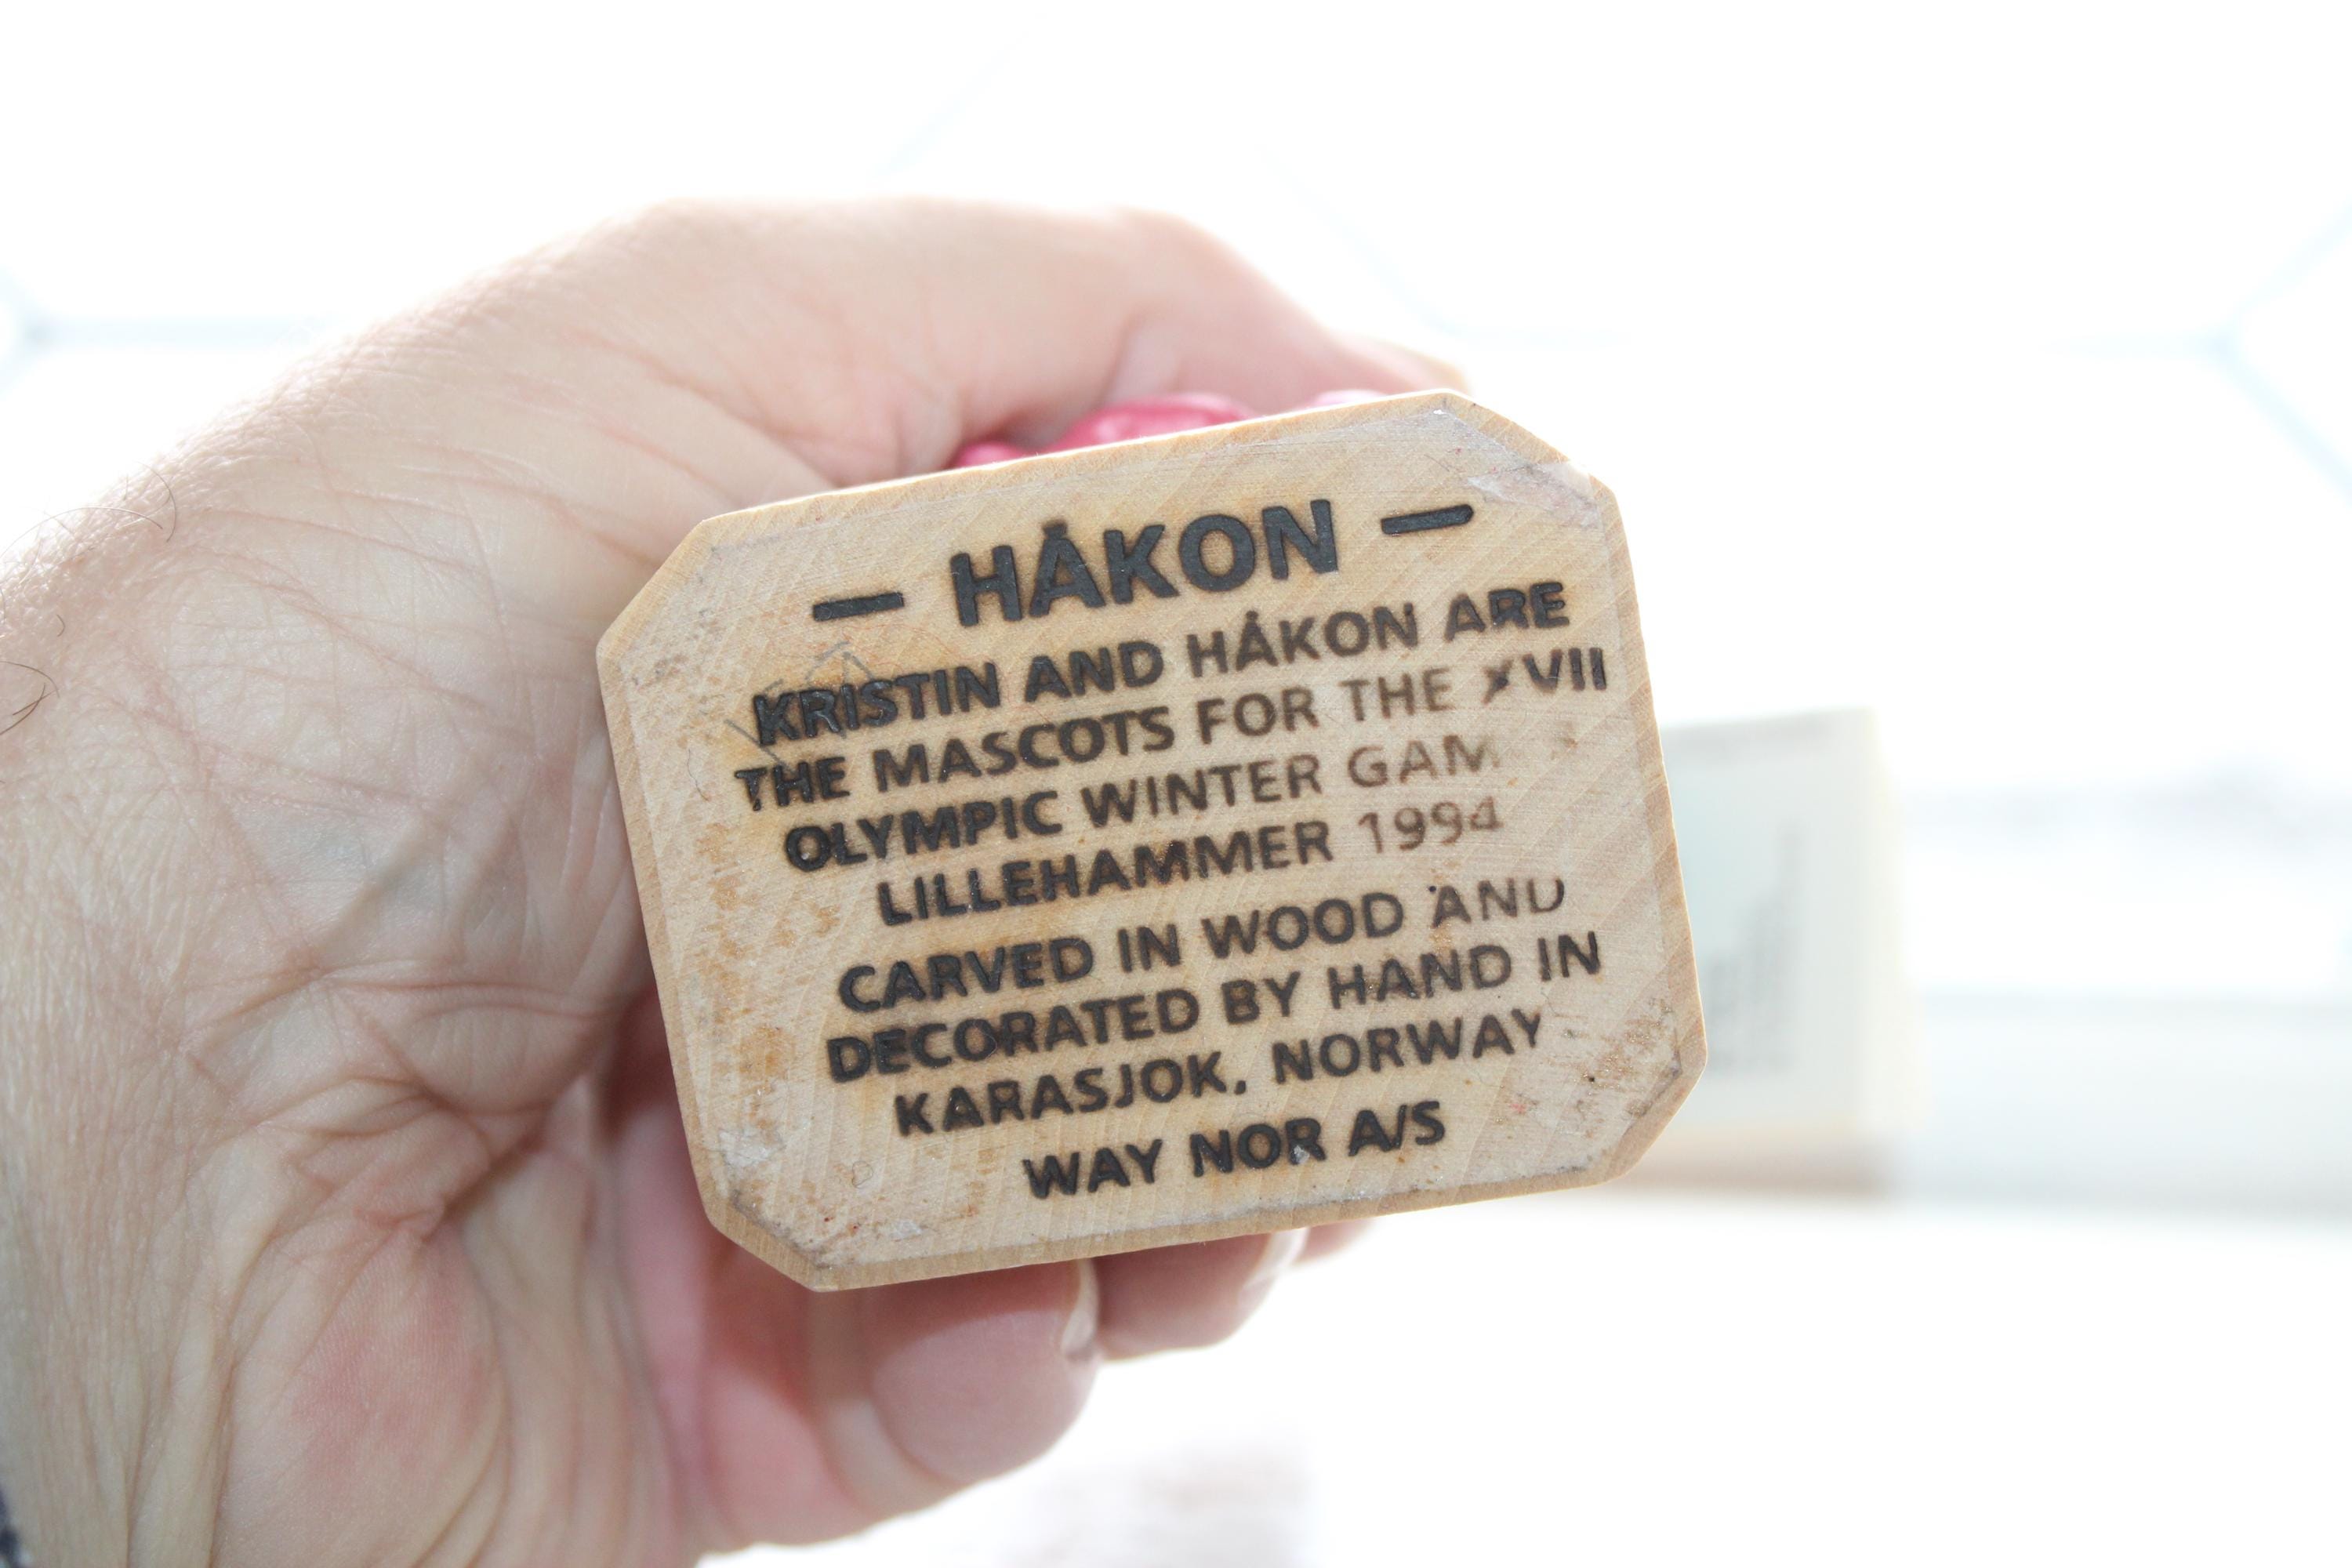 — HÅKON —
KRISTIN AND HÅKON ARE
THE MASCOTS FOR THE XVII
OLYMPIC WINTER GAM
LILLEHAMMER 1994
CARVED IN WOOD AND
DECORATED BY HAND IN
KARASJOK, NORWAY
WAY NOR A/S